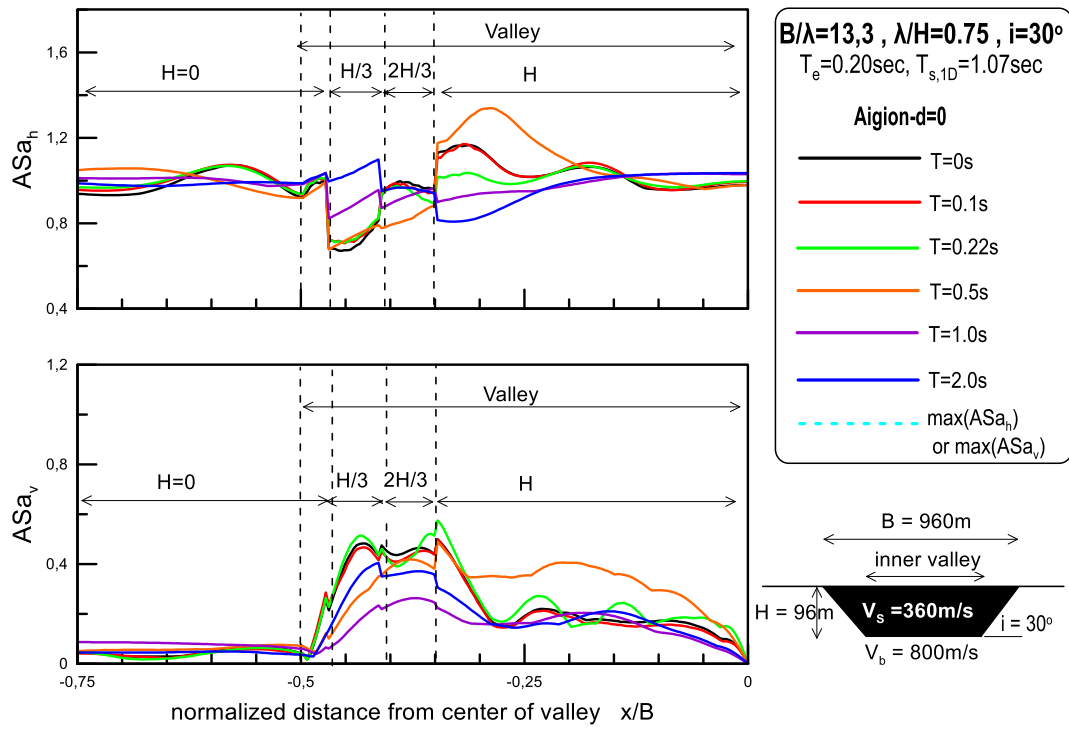 1,6
1,2
0,8
0,4
ASa_h
Valley
H=0
H/3
2H/3
H
1,2
0,8
0,4
0
ASa_v
Valley
H=0
H/3
2H/3
H
-0,75
-0,5
-0,25
0
normalized distance from center of valley x/B
B/λ=13,3 , λ/H=0.75 , i=30º
T_e=0.20sec, T_s,1D=1.07sec
Aigion-d=0
T=0s
T=0.1s
T=0.22s
T=0.5s
T=1.0s
T=2.0s
max(ASa_h)
or max(ASa_v)
B = 960m
inner valley
H = 96m
V_s =360m/s
i = 30º
V_b = 800m/s